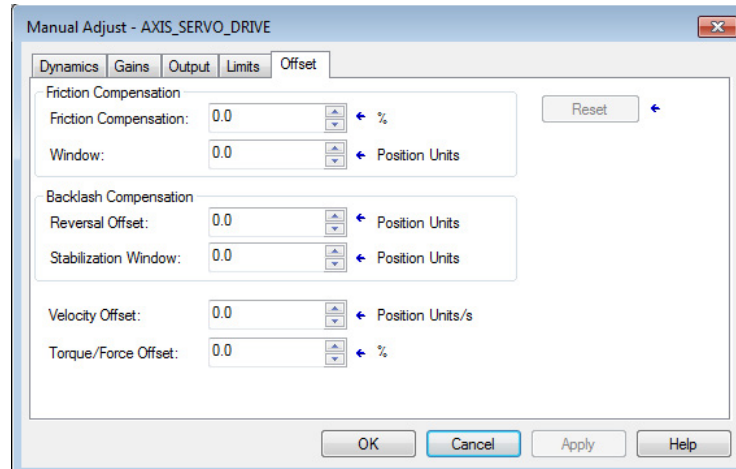 Manual Adjust - AXIS_SERVO_DRIVE
Dynamics Gains Output Limits Offset
Friction Compensation
Friction Compensation: 0.0 %
Reset
Window: 0.0 Position Units
Backlash Compensation
Reversal Offset: 0.0 Position Units
Stabilization Window: 0.0 Position Units
Velocity Offset: 0.0 Position Units/s
Torque/Force Offset: 0.0 %
OK Cancel Apply Help